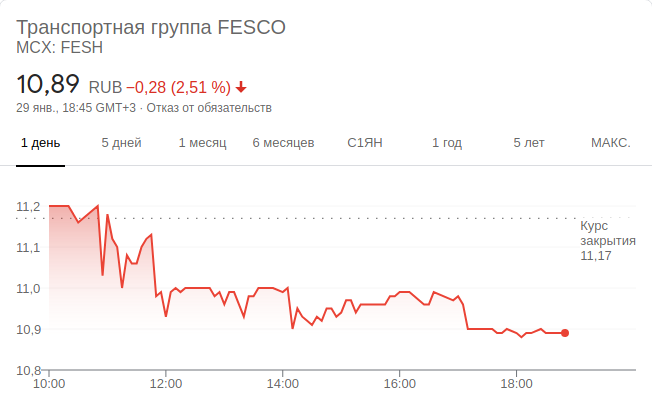 Транспортная группа FESCO
MCX: FESH
10,89 RUB −0,28 (2,51 %)
29 янв., 18:45 GMT+3 · Отказ от обязательств
1 день 5 дней 1 месяц 6 месяцев С1ЯН 1 год 5 лет МАКС.
11,2
Курс
закрытия
11,17
11,1
11,0
10,9
10,8
10:00 12:00 14:00 16:00 18:00